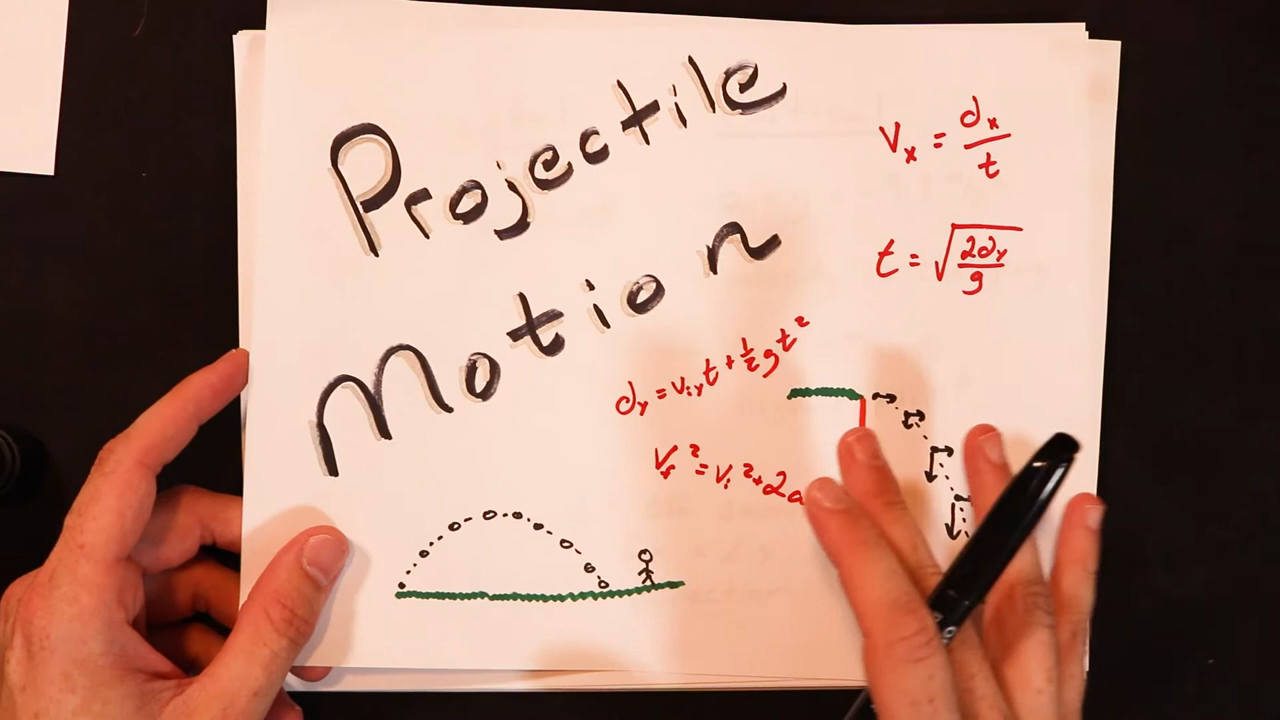 Projectile
Motion
Vx = dx/t
t = √(2dy/g)
dy = viyt + ½gt²
Vf² = Vi² + 2a